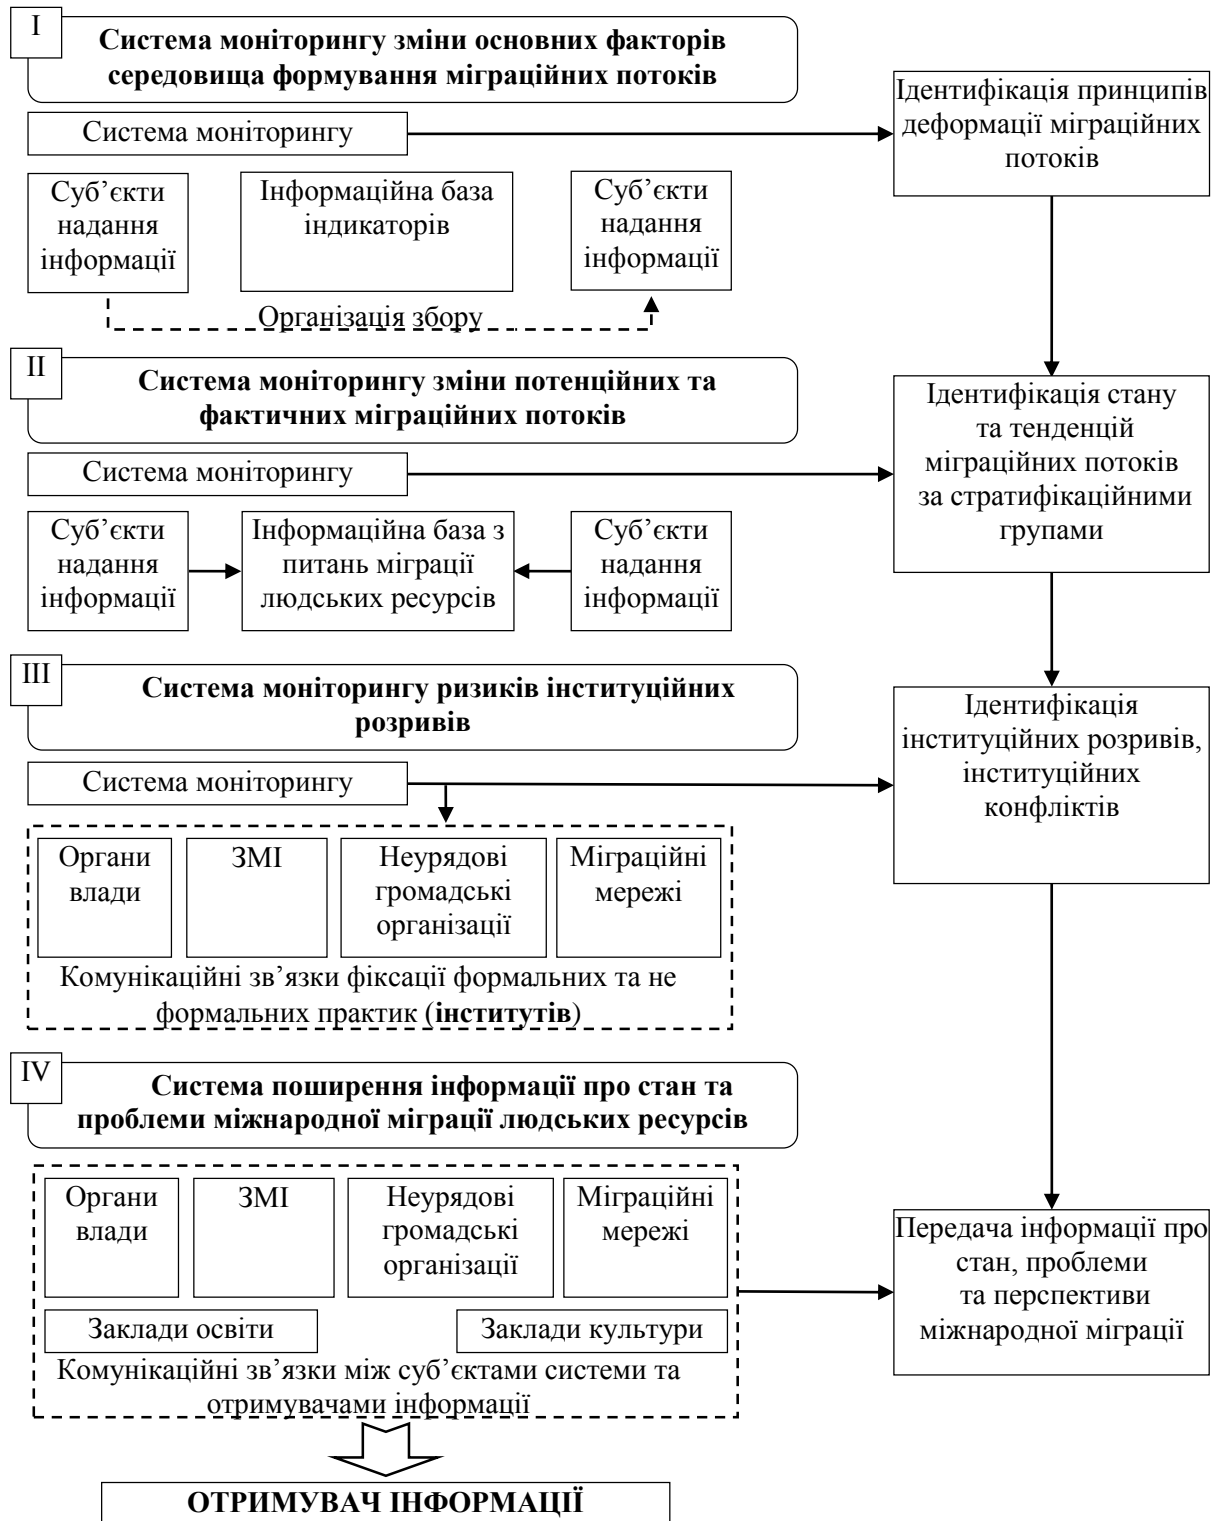 I
Система моніторингу зміни основних факторів
середовища формування міграційних потоків
Ідентифікація принципів
деформації міграційних
потоків
Система моніторингу
Суб’єкти
надання
інформації
Інформаційна база
індикаторів
Суб’єкти
надання
інформації
Організація збору
II
Система моніторингу зміни потенційних та
фактичних міграційних потоків
Ідентифікація стану
та тенденцій
міграційних потоків
за стратифікаційними
групами
Система моніторингу
Суб’єкти
надання
інформації
Інформаційна база з
питань міграції
людських ресурсів
Суб’єкти
надання
інформації
III
Система моніторингу ризиків інституційних
розривів
Ідентифікація
інституційних розривів,
інституційних
конфліктів
Система моніторингу
Органи
влади
ЗМІ
Неурядові
громадські
організації
Міграційні
мережі
Комунікаційні зв’язки фіксації формальних та не
формальних практик (інститутів)
IV
Система поширення інформації про стан та
проблеми міжнародної міграції людських ресурсів
Органи
влади
ЗМІ
Неурядові
громадські
організації
Міграційні
мережі
Передача інформації про
стан, проблеми
та перспективи
міжнародної міграції
Заклади освіти
Заклади культури
Комунікаційні зв’язки між суб’єктами системи та
отримувачами інформації
ОТРИМУВАЧ ІНФОРМАЦІЇ